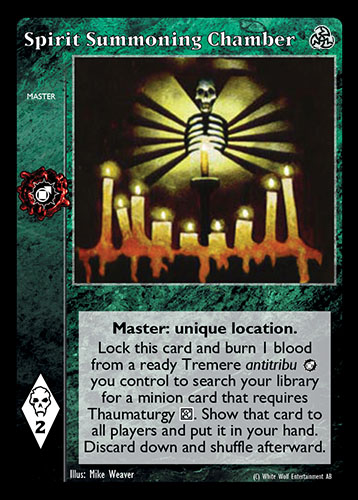 Spirit Summoning Chamber
MASTER
Master: unique location.
Lock this card and burn 1 blood
from a ready Tremere antitribu
you control to search your library
for a minion card that requires
Thaumaturgy. Show that card to
all players and put it in your hand.
Discard down and shuffle afterward.
2
Illus: Mike Weaver
(C) White Wolf Entertainment AB